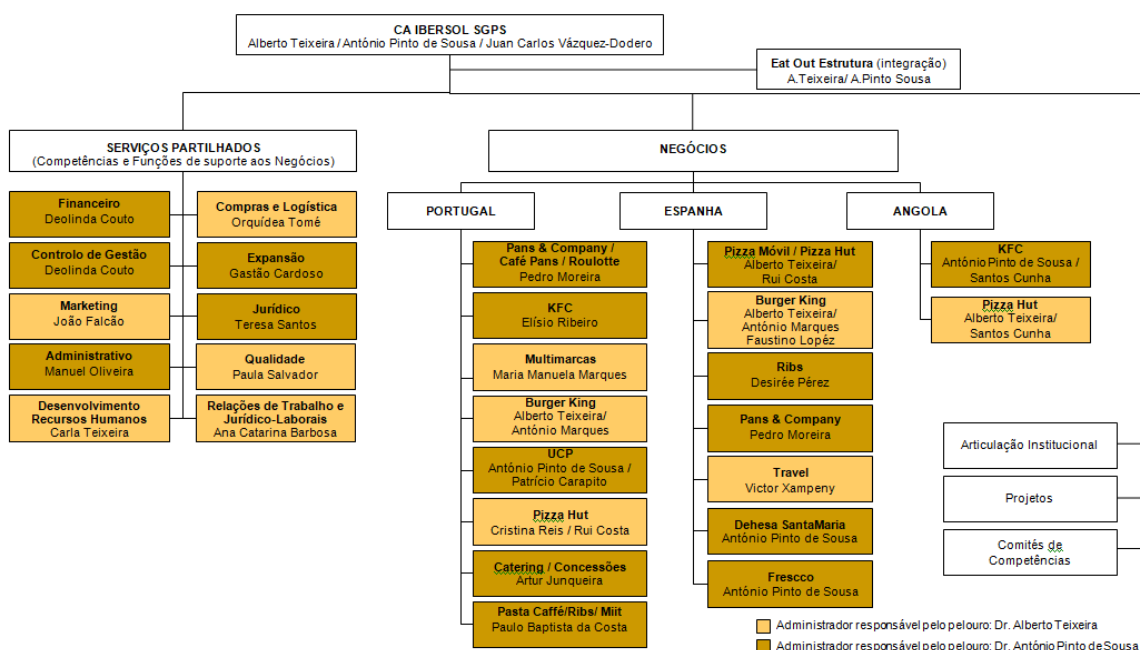 CA IBERSOL SGPS
Alberto Teixeira / António Pinto de Sousa / Juan Carlos Vázquez-Dodero
Eat Out Estrutura (integração)
A.Teixeira/ A.Pinto Sousa
SERVIÇOS PARTILHADOS
(Competências e Funções de suporte aos Negócios)
NEGÓCIOS
Financeiro
Deolinda Couto
Compras e Logística
Orquídea Tomé
Controlo de Gestão
Deolinda Couto
Expansão
Gastão Cardoso
Marketing
João Falcão
Jurídico
Teresa Santos
Administrativo
Manuel Oliveira
Qualidade
Paula Salvador
Desenvolvimento
Recursos Humanos
Carla Teixeira
Relações de Trabalho e
Jurídico-Laborais
Ana Catarina Barbosa
PORTUGAL
Pans & Company /
Café Pans / Roulotte
Pedro Moreira
KFC
Elísio Ribeiro
Multimarcas
Maria Manuela Marques
Burger King
Alberto Teixeira/
António Marques
UCP
António Pinto de Sousa /
Patrício Carapito
Pizza Hut
Cristina Reis / Rui Costa
Catering / Concessões
Artur Junqueira
Pasta Caffé/Ribs/ Miit
Paulo Baptista da Costa
ESPANHA
Pizza Móvil / Pizza Hut
Alberto Teixeira/
Rui Costa
Burger King
Alberto Teixeira/
António Marques
Faustino Lopéz
Ribs
Desirée Pérez
Pans & Company
Pedro Moreira
Travel
Victor Xampeny
Dehesa SantaMaria
António Pinto de Sousa
Frescco
António Pinto de Sousa
ANGOLA
KFC
António Pinto de Sousa /
Santos Cunha
Pizza Hut
Alberto Teixeira/
Santos Cunha
Articulação Institucional
Projetos
Comités de
Competências
Administrador responsável pelo pelouro: Dr. Alberto Teixeira
Administrador responsável pelo pelouro: Dr. António Pinto de Sousa